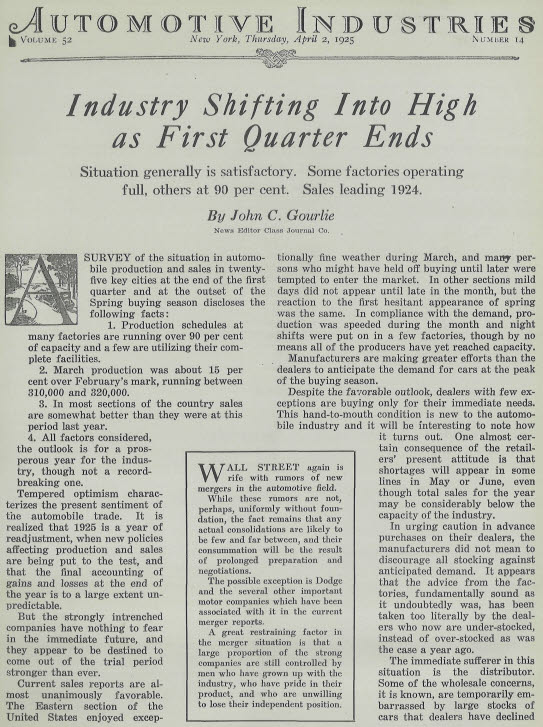 AUTOMOTIVE INDUSTRIES
VOLUME 52
New York, Thursday, April 2, 1925
NUMBER 14
Industry Shifting Into High
as First Quarter Ends
Situation generally is satisfactory. Some factories operating
full, others at 90 per cent. Sales leading 1924.
By John C. Gourlie
News Editor Class Journal Co.
A SURVEY of the situation in automo-
bile production and sales in twenty-
five key cities at the end of the first
quarter and at the outset of the
Spring buying season discloses the
following facts:
1. Production schedules at
many factories are running over 90 per cent
of capacity and a few are utilizing their com-
plete facilities.
2. March production was about 15 per
cent over February's mark, running between
310,000 and 320,000.
3. In most sections of the country sales
are somewhat better than they were at this
period last year.
4. All factors considered,
the outlook is for a pros-
perous year for the indus-
try, though not a record-
breaking one.
Tempered optimism charac-
terizes the present sentiment of
the automobile trade. It is
realized that 1925 is a year of
readjustment, when new policies
affecting production and sales
are being put to the test, and
that the final accounting of
gains and losses at the end of
the year is to a large extent un-
predictable.
But the strongly intrenched
companies have nothing to fear
in the immediate future, and
they appear to be destined to
come out of the trial period
stronger than ever.
Current sales reports are al-
most unanimously favorable.
The Eastern section of the
United States enjoyed excep-
tionally fine weather during March, and many per-
sons who might have held off buying until later were
tempted to enter the market. In other sections mild
days did not appear until late in the month, but the
reaction to the first hesitant appearance of spring
was the same. In compliance with the demand, pro-
duction was speeded during the month and night
shifts were put on in a few factories, though by no
means all of the producers have yet reached capacity.
Manufacturers are making greater efforts than the
dealers to anticipate the demand for cars at the peak
of the buying season.
Despite the favorable outlook, dealers with few ex-
ceptions are buying only for their immediate needs.
This hand-to-mouth condition is new to the automo-
bile industry and it will be interesting to note how
it turns out. One almost cer-
tain consequence of the retail-
ers' present attitude is that
shortages will appear in some
lines in May or June, even
though total sales for the year
may be considerably below the
capacity of the industry.
In urging caution in advance
purchases on their dealers, the
manufacturers did not mean to
discourage all stocking against
anticipated demand. It appears
that the advice from the fac-
tories, fundamentally sound as
it undoubtedly was, has been
taken too literally by the deal-
ers who now are under-stocked,
instead of over-stocked as was
the case a year ago.
The immediate sufferer in this
situation is the distributor.
Some of the wholesale concerns,
it is known, are temporarily em-
barrassed by large stocks of
cars that dealers have declined
WALL STREET again is
rife with rumors of new
mergers in the automotive field.
While these rumors are not,
perhaps, uniformly without foun-
dation, the fact remains that any
actual consolidations are likely to
be few and far between, and their
consummation will be the result
of prolonged preparation and
negotiations.
The possible exception is Dodge
and the several other important
motor companies which have been
associated with it in the current
merger reports.
A great restraining factor in
the merger situation is that a
large proportion of the strong
companies are still controlled by
men who have grown up with the
industry, who have pride in their
product, and who are unwilling
to lose their independent position.